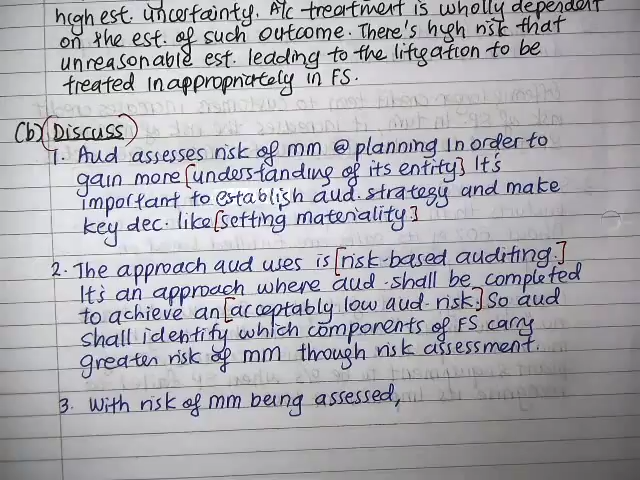 high est. uncertainty. A/c treatment is wholly dependent
on the est. of such outcome. There's high risk that
unreasonable est. leading to the litigation to be
treated inappropriately in FS.
(b) (Discuss)
1. Aud assesses risk of mm @ planning in order to
gain more [understanding of its entity] It's
important to establish aud. strategy and make
key dec. like [setting materiality.]
2. The approach aud uses is [risk-based auditing.]
It's an approach where aud. shall be completed
to achieve an [acceptably low aud. risk.] So aud
shall identify which components of FS carry
greater risk of mm through risk assessment.
3. With risk of mm being assessed,